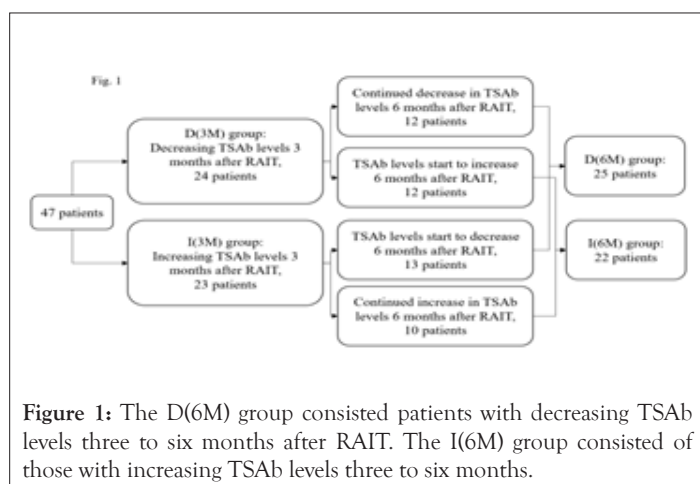 Fig. 1
47 patients
D(3M) group:
Decreasing TSAb levels 3
months after RAIT,
24 patients
I(3M) group:
Increasing TSAb levels 3
months after RAIT,
23 patients
Continued decrease in TSAb
levels 6 months after RAIT,
12 patients
TSAb levels start to increase
6 months after RAIT,
12 patients
TSAb levels start to decrease
6 months after RAIT,
13 patients
Continued increase in TSAb
levels 6 months after RAIT,
10 patients
D(6M) group:
25 patients
I(6M) group:
22 patients
Figure 1: The D(6M) group consisted patients with decreasing TSAb
levels three to six months after RAIT. The I(6M) group consisted of
those with increasing TSAb levels three to six months.